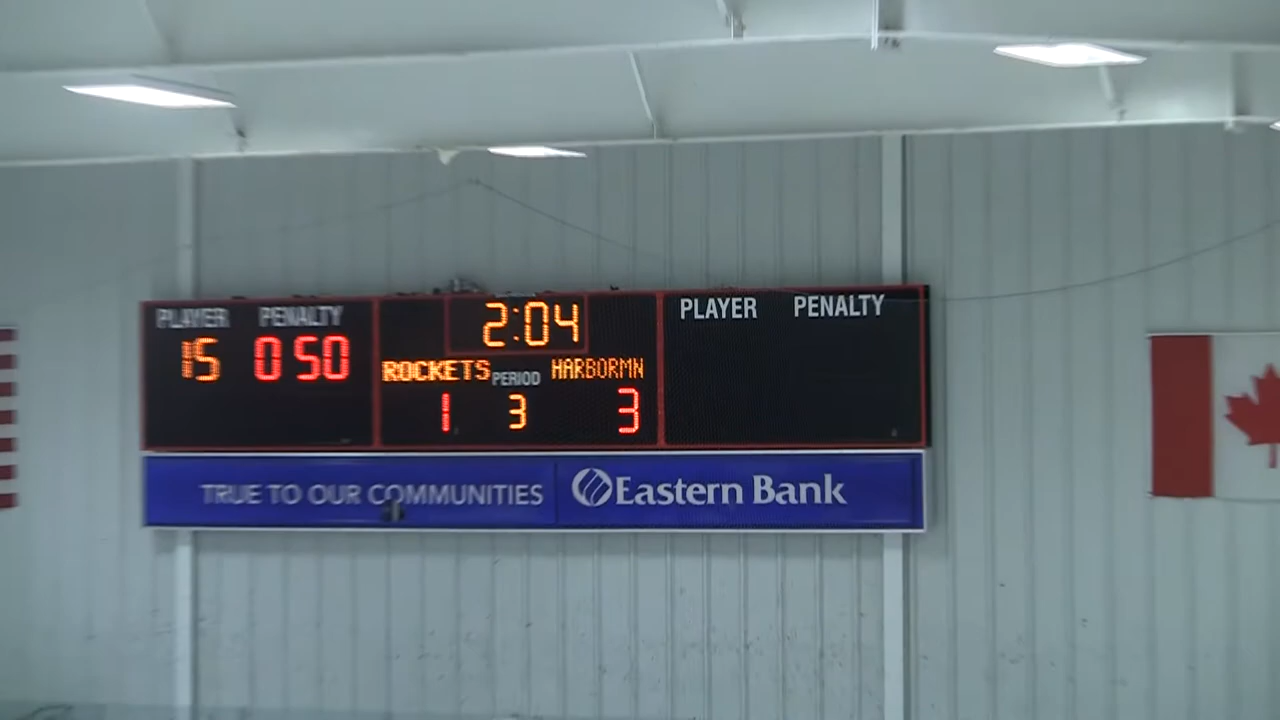 PLAYER PENALTY
15 0 50
2:04
ROCKETS PERIOD HARBORMN
1 3 3
PLAYER PENALTY
TRUE TO OUR COMMUNITIES Eastern Bank